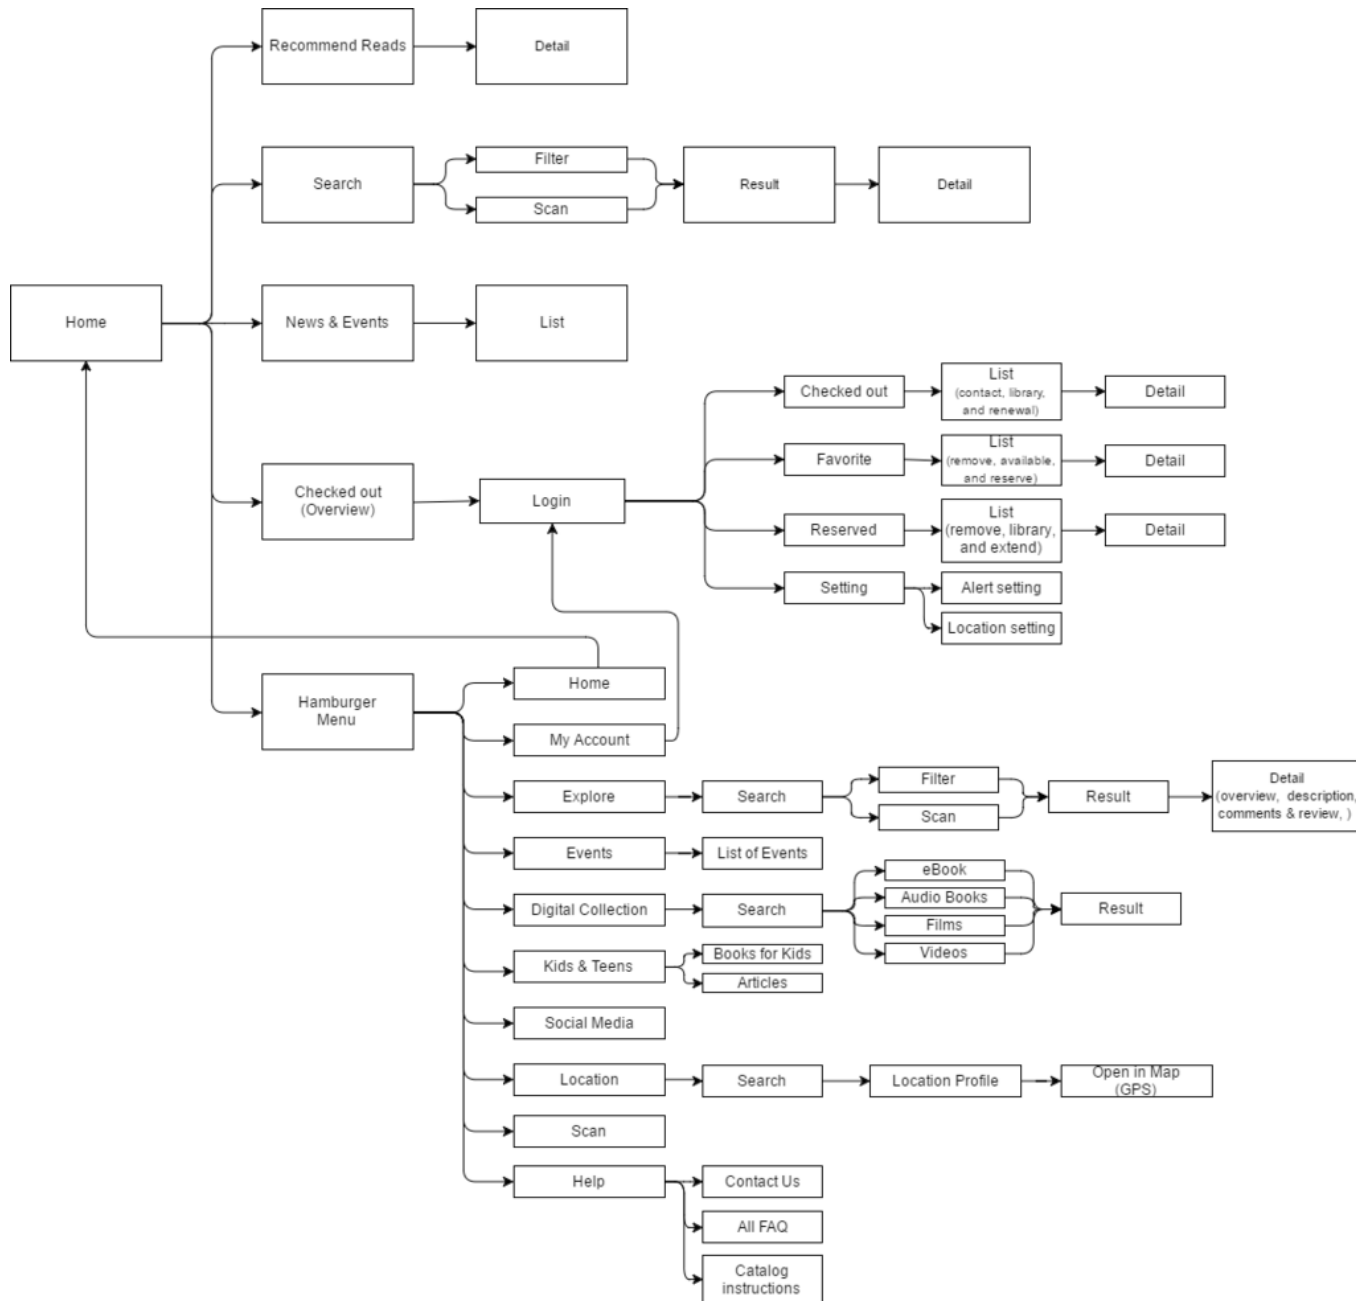 Recommend Reads
Detail
Search
Filter
Scan
Result
Detail
Home
News & Events
List
Checked out
(Overview)
Login
Checked out
List
(contact, library,
and renewal)
Detail
Favorite
List
(remove, available,
and reserve)
Detail
Reserved
List
(remove, library,
and extend)
Detail
Setting
Alert setting
Location setting
Hamburger
Menu
Home
My Account
Explore
Search
Filter
Scan
Result
Detail
(overview, description,
comments & review, )
Events
List of Events
Digital Collection
Search
eBook
Audio Books
Films
Videos
Result
Kids & Teens
Books for Kids
Articles
Social Media
Location
Search
Location Profile
Open in Map
(GPS)
Scan
Help
Contact Us
All FAQ
Catalog
instructions